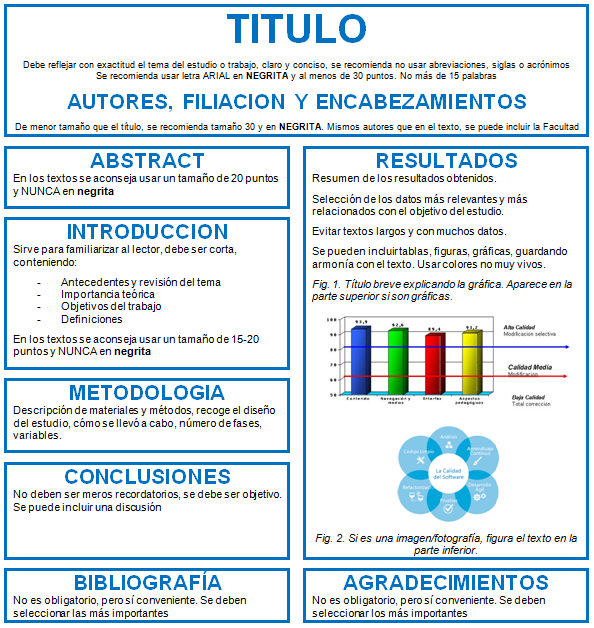 TITULO
Debe reflejar con exactitud el tema del estudio o trabajo, claro y conciso, se recomienda no usar abreviaciones, siglas o acrónimos
Se recomienda usar letra ARIAL en NEGRITA y al menos de 30 puntos. No más de 15 palabras
AUTORES, FILIACION Y ENCABEZAMIENTOS
De menor tamaño que el título, se recomienda tamaño 30 y en NEGRITA. Mismos autores que en el texto, se puede incluir la Facultad
ABSTRACT
En los textos se aconseja usar un tamaño de 20 puntos
y NUNCA en negrita
INTRODUCCION
Sirve para familiarizar al lector, debe ser corta,
conteniendo:
- Antecedentes y revisión del tema
- Importancia teórica
- Objetivos del trabajo
- Definiciones
En los textos se aconseja usar un tamaño de 15-20
puntos y NUNCA en negrita
METODOLOGIA
Descripción de materiales y métodos, recoge el diseño
del estudio, cómo se llevó a cabo, número de fases,
variables.
CONCLUSIONES
No deben ser meros recordatorios, se debe ser objetivo.
Se puede incluir una discusión
BIBLIOGRAFÍA
No es obligatorio, pero sí conveniente. Se deben
seleccionar las más importantes
RESULTADOS
Resumen de los resultados obtenidos.
Selección de los datos más relevantes y más
relacionados con el objetivo del estudio.
Evitar textos largos y con muchos datos.
Se pueden incluir tablas, figuras, gráficas, guardando
armonía con el texto. Usar colores no muy vivos.
Fig. 1. Título breve explicando la gráfica. Aparece en la
parte superior si son gráficas.
100
90
80
70
60
50
93,9
92,6
89,4
91,2
Contenido
Navegación y
medios
Interfaz
Aspectos
pedagógicos
Alta Calidad
Modificación selectiva
Calidad Media
Modificación
Baja Calidad
Total corrección
Análisis
Aprendizaje
continuo
Desarrollo
Ágil
Pruebas
Refactorizar
Código Limpio
La Calidad
del Software
Fig. 2. Si es una imagen/fotografía, figura el texto en la
parte inferior.
AGRADECIMIENTOS
No es obligatorio, pero sí conveniente. Se deben
seleccionar los más importantes